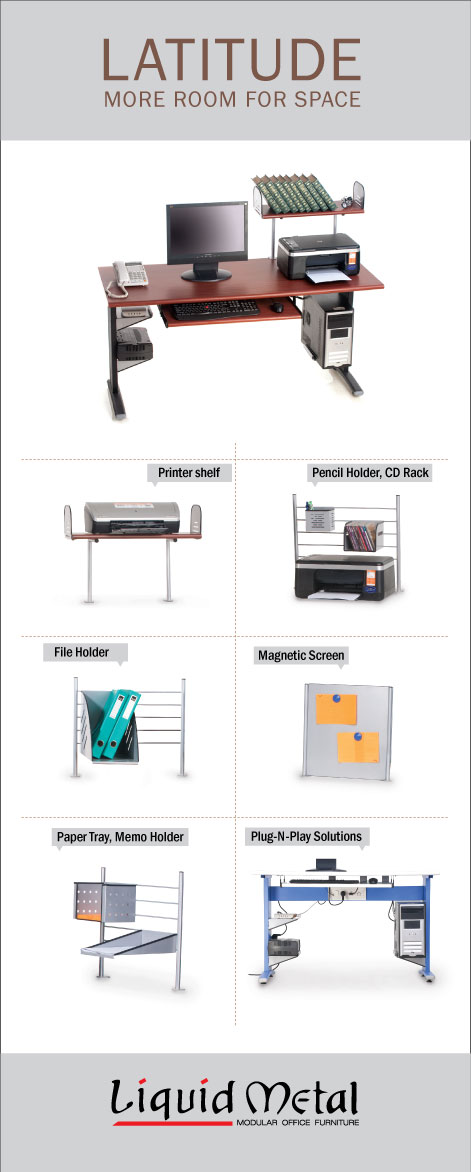 LATITUDE
MORE ROOM FOR SPACE
Printer shelf
Pencil Holder, CD Rack
File Holder
Magnetic Screen
Paper Tray, Memo Holder
Plug-N-Play Solutions
Liquid Metal
MODULAR OFFICE FURNITURE